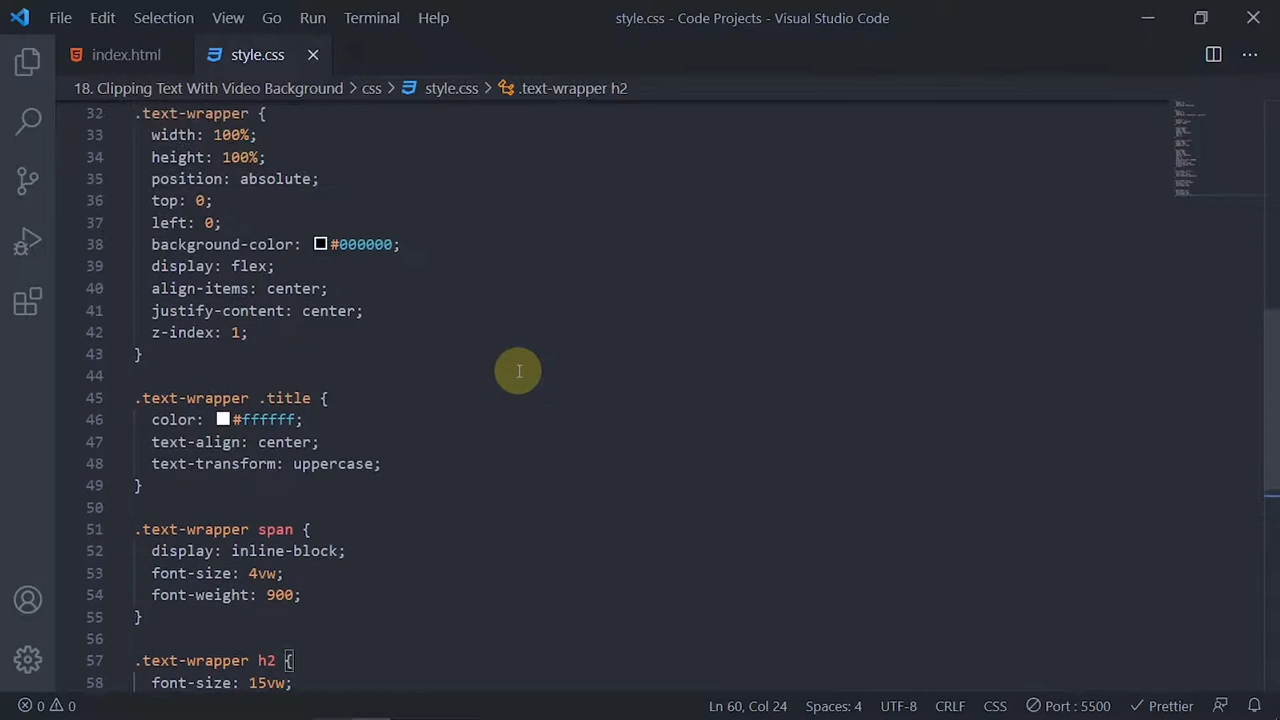 File Edit Selection View Go Run Terminal Help style.css - Code Projects - Visual Studio Code
index.html style.css
18. Clipping Text With Video Background > css > style.css > .text-wrapper h2
32 .text-wrapper {
33 width: 100%;
34 height: 100%;
35 position: absolute;
36 top: 0;
37 left: 0;
38 background-color: #000000;
39 display: flex;
40 align-items: center;
41 justify-content: center;
42 z-index: 1;
43 }
44
45 .text-wrapper .title {
46 color: #ffffff;
47 text-align: center;
48 text-transform: uppercase;
49 }
50
51 .text-wrapper span {
52 display: inline-block;
53 font-size: 4vw;
54 font-weight: 900;
55 }
56
57 .text-wrapper h2 {
58 font-size: 15vw;
0 0 Ln 60, Col 24 Spaces: 4 UTF-8 CRLF CSS Port : 5500 Prettier